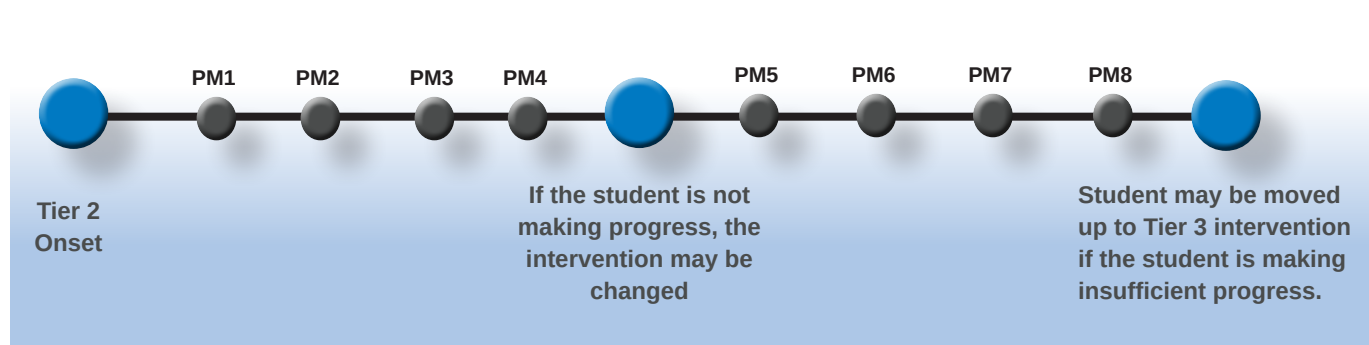 PM1 PM2 PM3 PM4 PM5 PM6 PM7 PM8
Tier 2
Onset
If the student is not
making progress, the
intervention may be
changed
Student may be moved
up to Tier 3 intervention
if the student is making
insufficient progress.